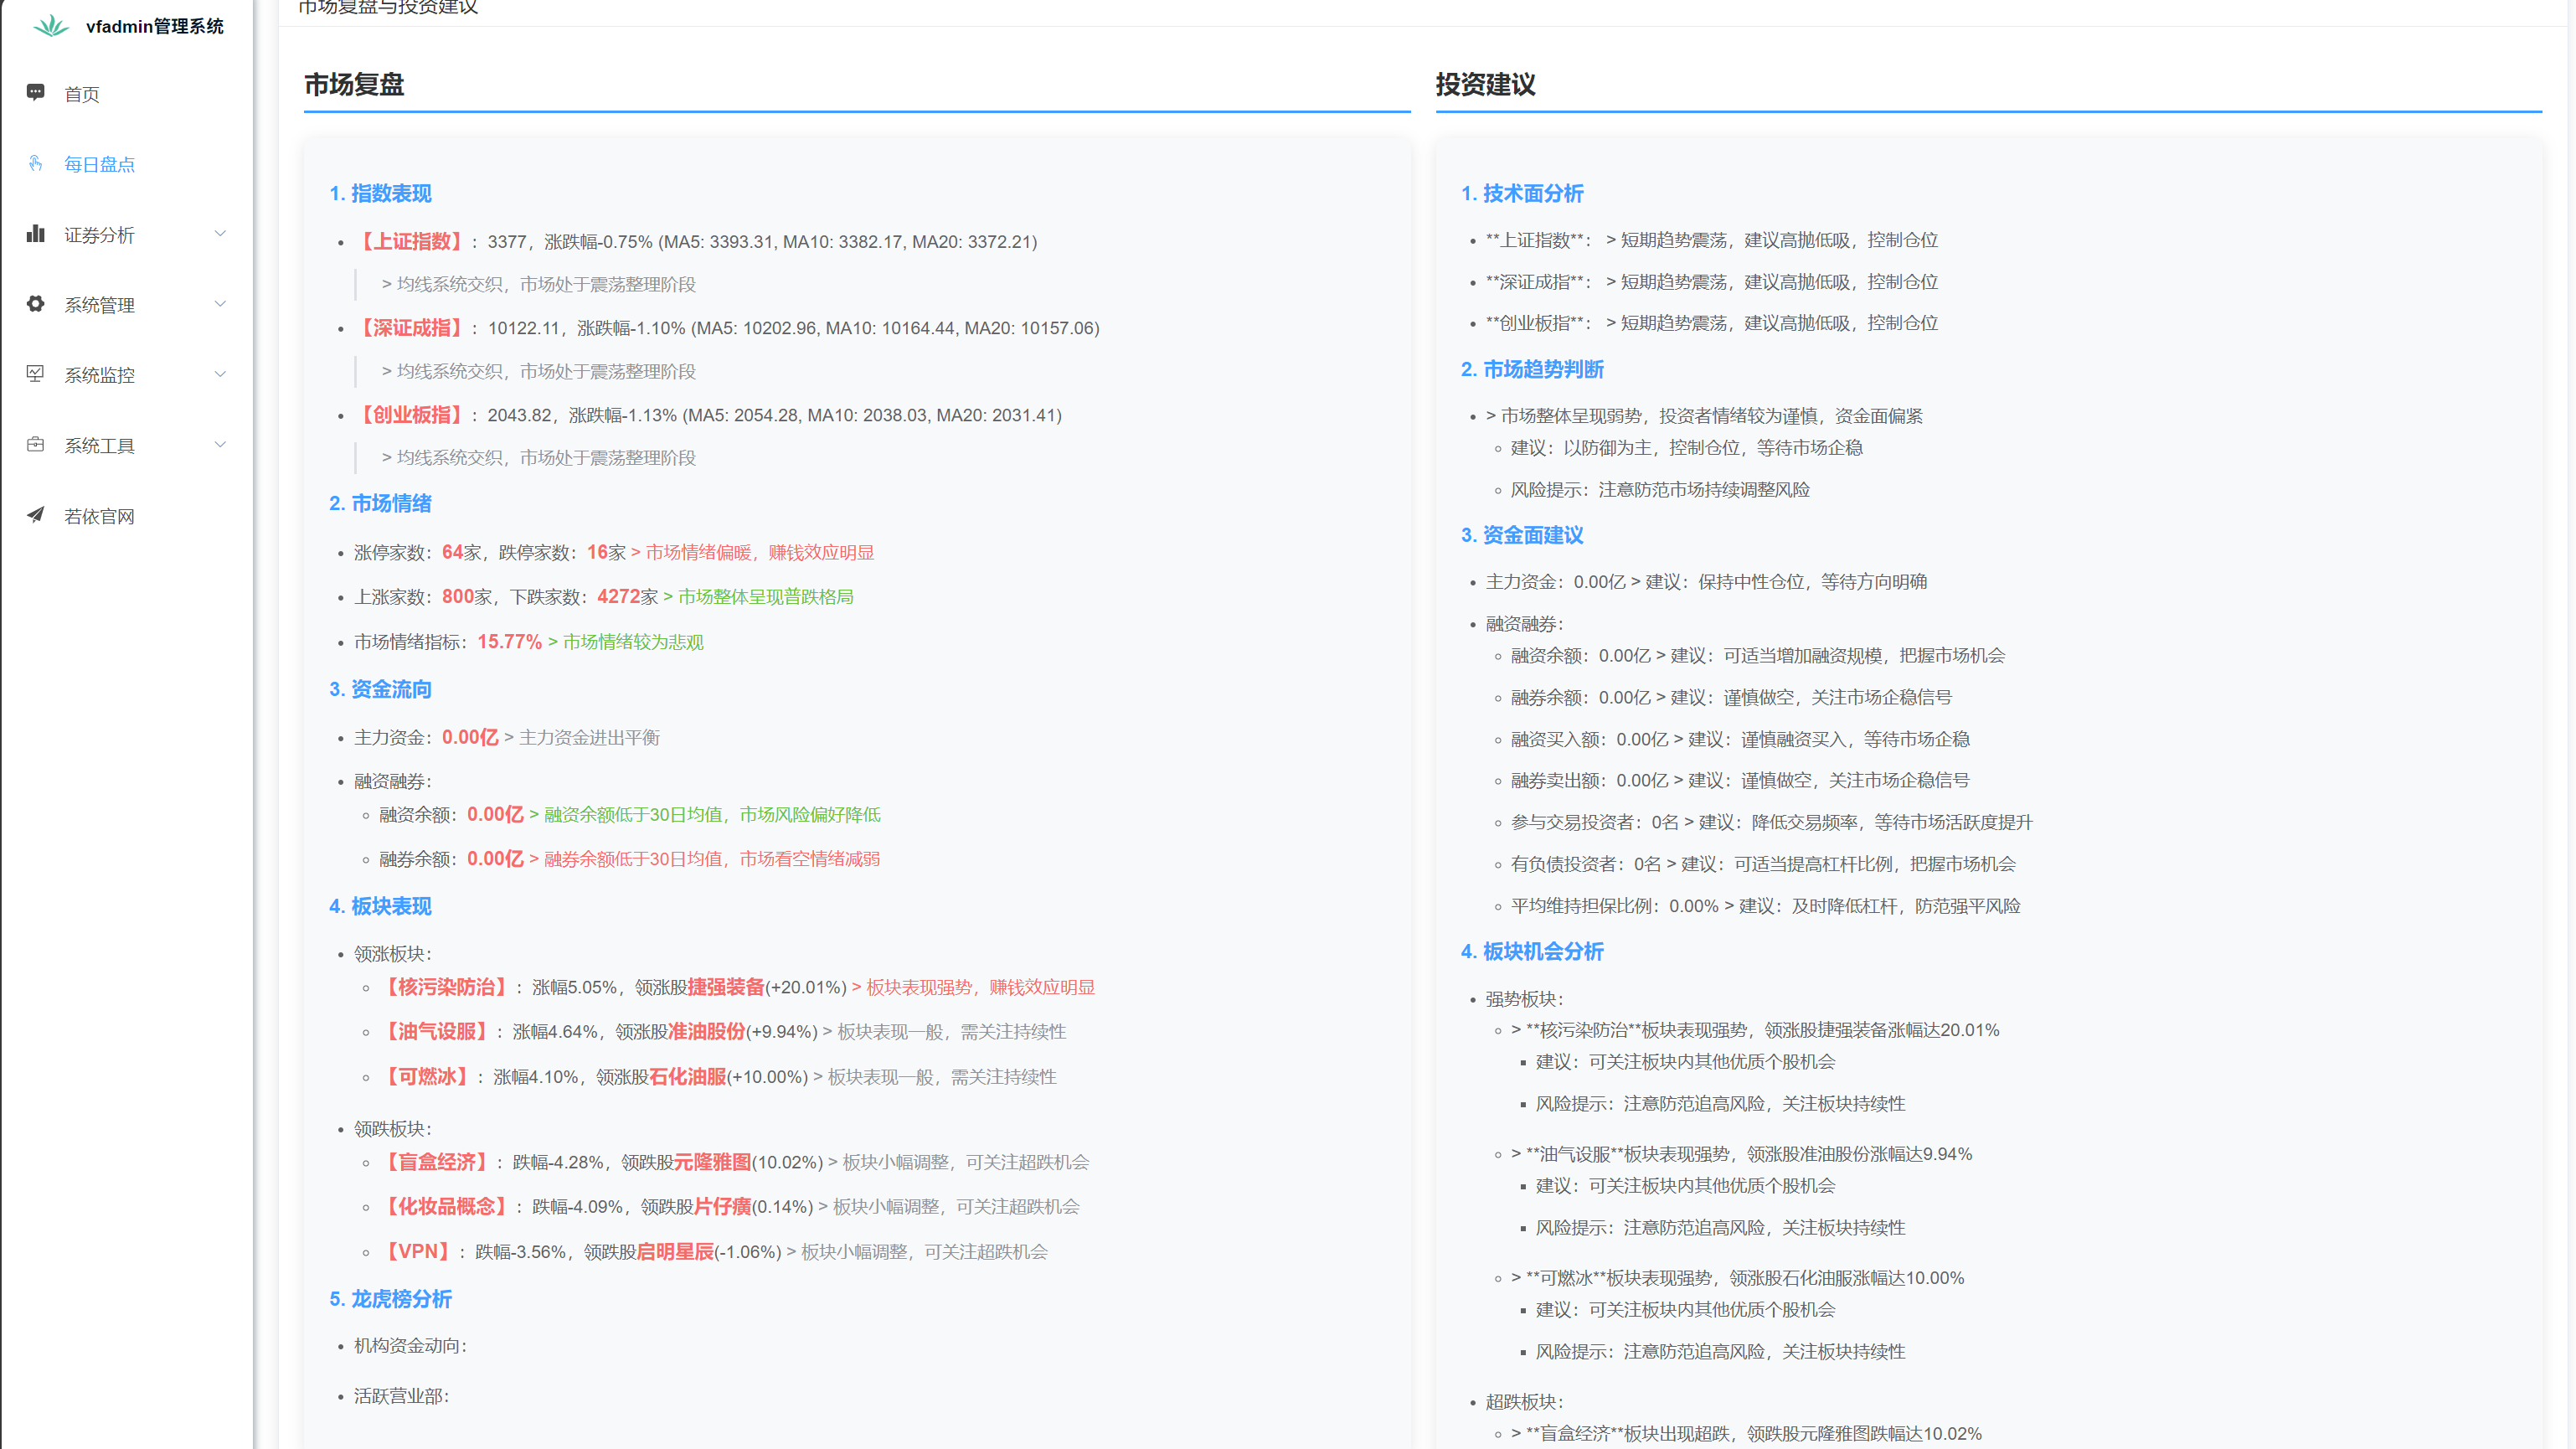 vfadmin管理系统
首页
每日盘点
证券分析
系统管理
系统监控
系统工具
若依官网
市场复盘与投资建议
市场复盘
1. 指数表现
【上证指数】：3377，涨跌幅-0.75% (MA5: 3393.31, MA10: 3382.17, MA20: 3372.21)
> 均线系统交织，市场处于震荡整理阶段
【深证成指】：10122.11，涨跌幅-1.10% (MA5: 10202.96, MA10: 10164.44, MA20: 10157.06)
> 均线系统交织，市场处于震荡整理阶段
【创业板指】：2043.82，涨跌幅-1.13% (MA5: 2054.28, MA10: 2038.03, MA20: 2031.41)
> 均线系统交织，市场处于震荡整理阶段
2. 市场情绪
涨停家数：64家，跌停家数：16家 > 市场情绪偏暖，赚钱效应明显
上涨家数：800家，下跌家数：4272家 > 市场整体呈现普跌格局
市场情绪指标：15.77% > 市场情绪较为悲观
3. 资金流向
主力资金：0.00亿 > 主力资金进出平衡
融资融券：
融资余额：0.00亿 > 融资余额低于30日均值，市场风险偏好降低
融券余额：0.00亿 > 融券余额低于30日均值，市场看空情绪减弱
4. 板块表现
领涨板块：
【核污染防治】：涨幅5.05%，领涨股捷强装备(+20.01%) > 板块表现强势，赚钱效应明显
【油气设服】：涨幅4.64%，领涨股准油股份(+9.94%) > 板块表现一般，需关注持续性
【可燃冰】：涨幅4.10%，领涨股石化油服(+10.00%) > 板块表现一般，需关注持续性
领跌板块：
【盲盒经济】：跌幅-4.28%，领跌股元隆雅图(10.02%) > 板块小幅调整，可关注超跌机会
【化妆品概念】：跌幅-4.09%，领跌股片仔癀(0.14%) > 板块小幅调整，可关注超跌机会
【VPN】：跌幅-3.56%，领跌股启明星辰(-1.06%) > 板块小幅调整，可关注超跌机会
5. 龙虎榜分析
机构资金动向：
活跃营业部：
投资建议
1. 技术面分析
**上证指数**： > 短期趋势震荡，建议高抛低吸，控制仓位
**深证成指**： > 短期趋势震荡，建议高抛低吸，控制仓位
**创业板指**： > 短期趋势震荡，建议高抛低吸，控制仓位
2. 市场趋势判断
> 市场整体呈现弱势，投资者情绪较为谨慎，资金面偏紧
建议：以防御为主，控制仓位，等待市场企稳
风险提示：注意防范市场持续调整风险
3. 资金面建议
主力资金：0.00亿 > 建议：保持中性仓位，等待方向明确
融资融券：
融资余额：0.00亿 > 建议：可适当增加融资规模，把握市场机会
融券余额：0.00亿 > 建议：谨慎做空，关注市场企稳信号
融资买入额：0.00亿 > 建议：谨慎融资买入，等待市场企稳
融券卖出额：0.00亿 > 建议：谨慎做空，关注市场企稳信号
参与交易投资者：0名 > 建议：降低交易频率，等待市场活跃度提升
有负债投资者：0名 > 建议：可适当提高杠杆比例，把握市场机会
平均维持担保比例：0.00% > 建议：及时降低杠杆，防范强平风险
4. 板块机会分析
强势板块：
> **核污染防治**板块表现强势，领涨股捷强装备涨幅达20.01%
建议：可关注板块内其他优质个股机会
风险提示：注意防范追高风险，关注板块持续性
> **油气设服**板块表现强势，领涨股准油股份涨幅达9.94%
建议：可关注板块内其他优质个股机会
风险提示：注意防范追高风险，关注板块持续性
> **可燃冰**板块表现强势，领涨股石化油服涨幅达10.00%
建议：可关注板块内其他优质个股机会
风险提示：注意防范追高风险，关注板块持续性
超跌板块：
> **盲盒经济**板块出现超跌，领跌股元隆雅图跌幅达10.02%